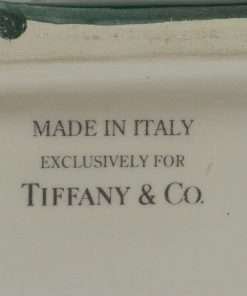 MADE IN ITALY
EXCLUSIVELY FOR
TIFFANY & CO.